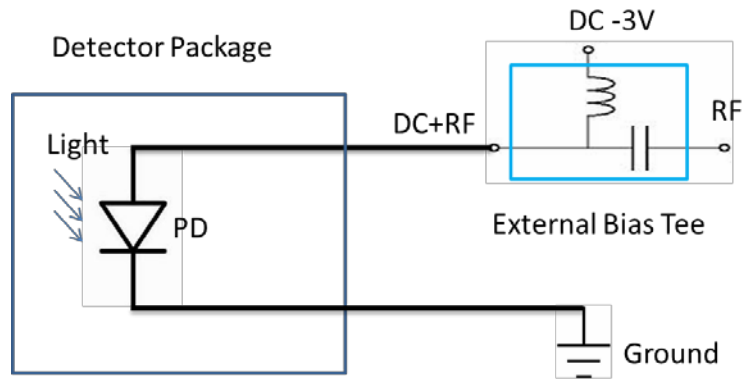 DC -3V
Detector Package
DC+RF
RF
Light
PD
External Bias Tee
Ground